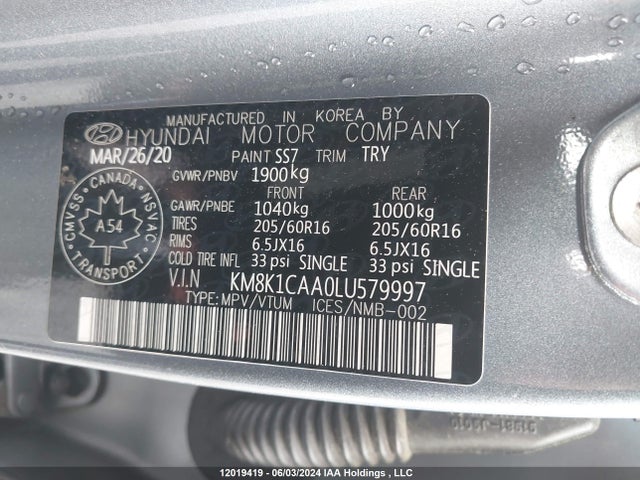 MANUFACTURED IN KOREA BY
HYUNDAI MOTOR COMPANY
MAR/26/20 PAINT SS7 TRIM TRY
GVWR/PNBV 1900kg
FRONT REAR
GAWR/PNBE 1040kg 1000kg
TIRES 205/60R16 205/60R16
RIMS 6.5JX16 6.5JX16
COLD TIRE INFL 33 psi SINGLE 33 psi SINGLE
V.I.N KM8K1CAA0LU579997
TYPE:MPV/VTUM ICES/NMB-002
CANADA
CMVSS NSVAC
A54
TRANSPORT
12019419 - 06/03/2024 IAA Holdings , LLC